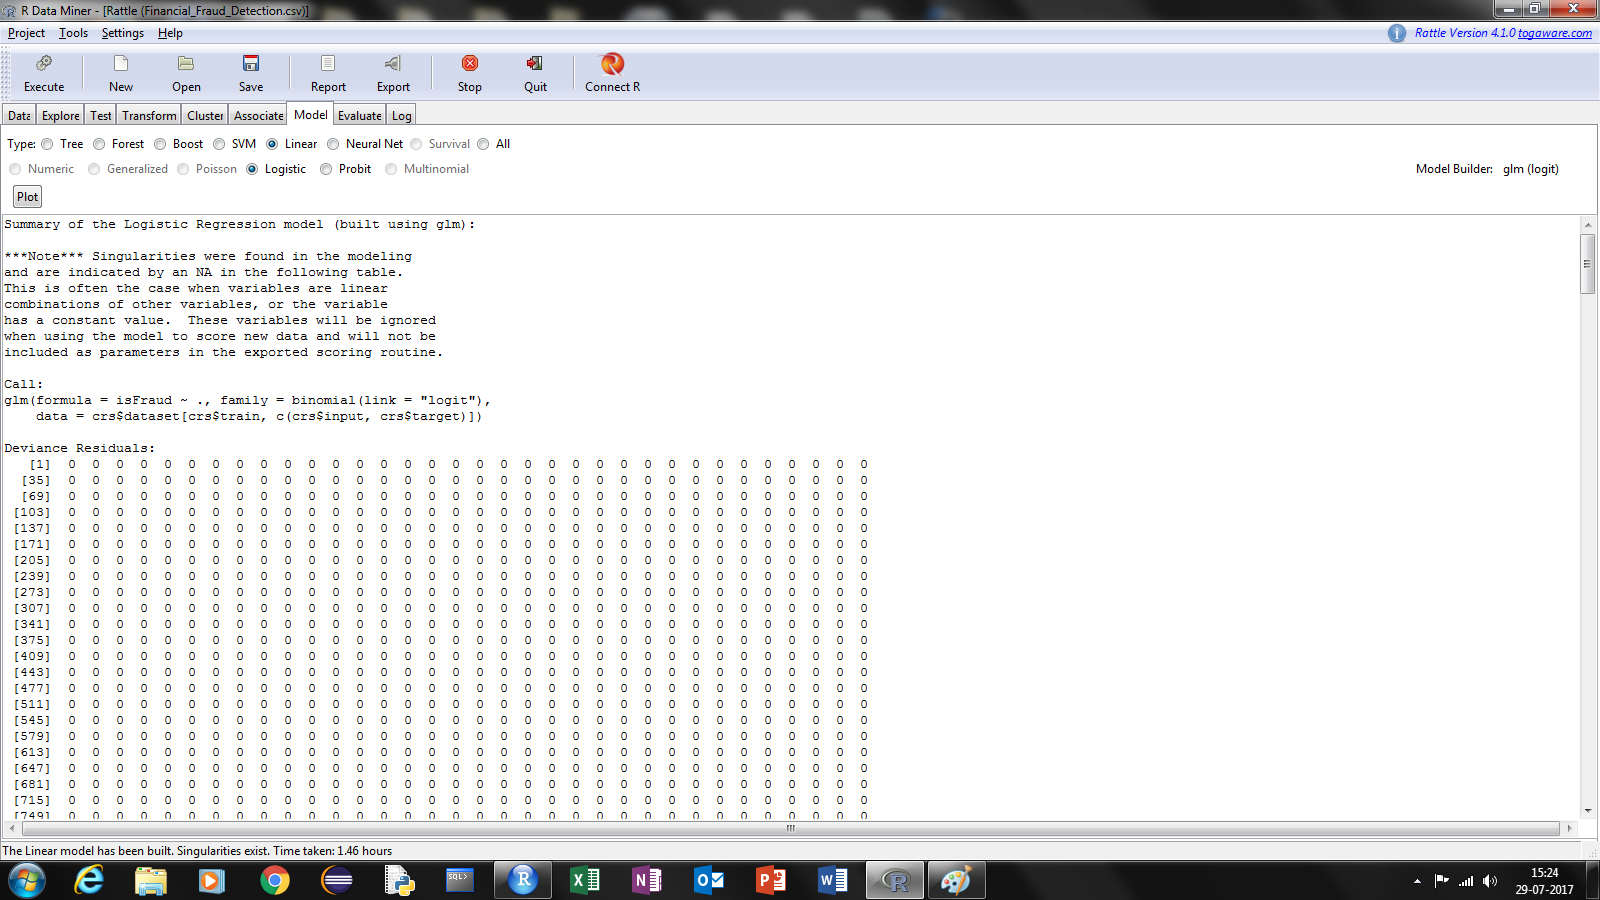 R Data Miner - [Rattle (Financial_Fraud_Detection.csv)]
Project Tools Settings Help
Rattle Version 4.1.0 togaware.com
Execute New Open Save Report Export Stop Quit Connect R
Data Explore Test Transform Cluster Associate Model Evaluate Log
Type: Tree Forest Boost SVM Linear Neural Net Survival All
Numeric Generalized Poisson Logistic Probit Multinomial
Model Builder: glm (logit)
Plot
Summary of the Logistic Regression model (built using glm):
***Note*** Singularities were found in the modeling
and are indicated by an NA in the following table.
This is often the case when variables are linear
combinations of other variables, or the variable
has a constant value.  These variables will be ignored
when using the model to score new data and will not be
included as parameters in the exported scoring routine.
Call:
glm(formula = isFraud ~ ., family = binomial(link = "logit"),
    data = crs$dataset[crs$train, c(crs$input, crs$target)])
Deviance Residuals:
[1] 0 0 0 0 0 0 0 0 0 0 0 0 0 0 0 0 0 0 0 0 0 0 0 0 0 0 0 0 0 0 0 0 0 0
[35] 0 0 0 0 0 0 0 0 0 0 0 0 0 0 0 0 0 0 0 0 0 0 0 0 0 0 0 0 0 0 0 0 0 0
[69] 0 0 0 0 0 0 0 0 0 0 0 0 0 0 0 0 0 0 0 0 0 0 0 0 0 0 0 0 0 0 0 0 0 0
[103] 0 0 0 0 0 0 0 0 0 0 0 0 0 0 0 0 0 0 0 0 0 0 0 0 0 0 0 0 0 0 0 0 0 0
[137] 0 0 0 0 0 0 0 0 0 0 0 0 0 0 0 0 0 0 0 0 0 0 0 0 0 0 0 0 0 0 0 0 0 0
[171] 0 0 0 0 0 0 0 0 0 0 0 0 0 0 0 0 0 0 0 0 0 0 0 0 0 0 0 0 0 0 0 0 0 0
[205] 0 0 0 0 0 0 0 0 0 0 0 0 0 0 0 0 0 0 0 0 0 0 0 0 0 0 0 0 0 0 0 0 0 0
[239] 0 0 0 0 0 0 0 0 0 0 0 0 0 0 0 0 0 0 0 0 0 0 0 0 0 0 0 0 0 0 0 0 0 0
[273] 0 0 0 0 0 0 0 0 0 0 0 0 0 0 0 0 0 0 0 0 0 0 0 0 0 0 0 0 0 0 0 0 0 0
[307] 0 0 0 0 0 0 0 0 0 0 0 0 0 0 0 0 0 0 0 0 0 0 0 0 0 0 0 0 0 0 0 0 0 0
[341] 0 0 0 0 0 0 0 0 0 0 0 0 0 0 0 0 0 0 0 0 0 0 0 0 0 0 0 0 0 0 0 0 0 0
[375] 0 0 0 0 0 0 0 0 0 0 0 0 0 0 0 0 0 0 0 0 0 0 0 0 0 0 0 0 0 0 0 0 0 0
[409] 0 0 0 0 0 0 0 0 0 0 0 0 0 0 0 0 0 0 0 0 0 0 0 0 0 0 0 0 0 0 0 0 0 0
[443] 0 0 0 0 0 0 0 0 0 0 0 0 0 0 0 0 0 0 0 0 0 0 0 0 0 0 0 0 0 0 0 0 0 0
[477] 0 0 0 0 0 0 0 0 0 0 0 0 0 0 0 0 0 0 0 0 0 0 0 0 0 0 0 0 0 0 0 0 0 0
[511] 0 0 0 0 0 0 0 0 0 0 0 0 0 0 0 0 0 0 0 0 0 0 0 0 0 0 0 0 0 0 0 0 0 0
[545] 0 0 0 0 0 0 0 0 0 0 0 0 0 0 0 0 0 0 0 0 0 0 0 0 0 0 0 0 0 0 0 0 0 0
[579] 0 0 0 0 0 0 0 0 0 0 0 0 0 0 0 0 0 0 0 0 0 0 0 0 0 0 0 0 0 0 0 0 0 0
[613] 0 0 0 0 0 0 0 0 0 0 0 0 0 0 0 0 0 0 0 0 0 0 0 0 0 0 0 0 0 0 0 0 0 0
[647] 0 0 0 0 0 0 0 0 0 0 0 0 0 0 0 0 0 0 0 0 0 0 0 0 0 0 0 0 0 0 0 0 0 0
[681] 0 0 0 0 0 0 0 0 0 0 0 0 0 0 0 0 0 0 0 0 0 0 0 0 0 0 0 0 0 0 0 0 0 0
[715] 0 0 0 0 0 0 0 0 0 0 0 0 0 0 0 0 0 0 0 0 0 0 0 0 0 0 0 0 0 0 0 0 0 0
[749] 0 0 0 0 0 0 0 0 0 0 0 0 0 0 0 0 0 0 0 0 0 0 0 0 0 0 0 0 0 0 0 0 0 0
The Linear model has been built. Singularities exist. Time taken: 1.46 hours
SQL>
15:24
29-07-2017